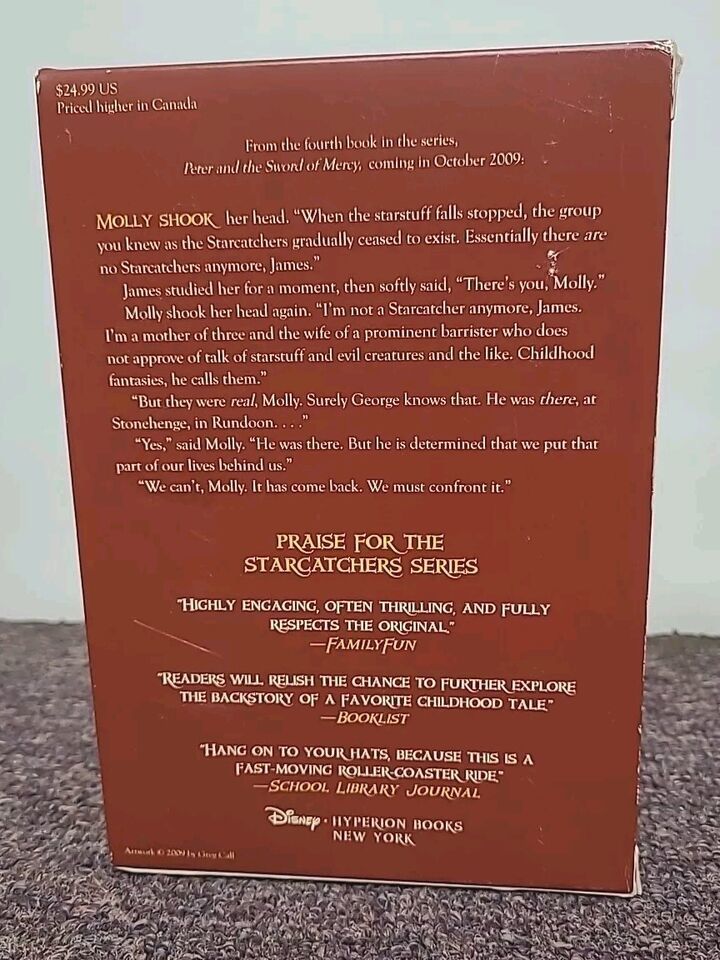 $24.99 US
Priced higher in Canada
From the fourth book in the series,
Peter and the Sword of Mercy, coming in October 2009:
MOLLY SHOOK her head. “When the starstuff falls stopped, the group
you knew as the Starcatchers gradually ceased to exist. Essentially there are
no Starcatchers anymore, James.”
James studied her for a moment, then softly said, “There’s you, Molly.”
Molly shook her head again. “I’m not a Starcatcher anymore, James.
I’m a mother of three and the wife of a prominent barrister who does
not approve of talk of starstuff and evil creatures and the like. Childhood
fantasies, he calls them.”
“But they were real, Molly. Surely George knows that. He was there, at
Stonehenge, in Rundoon. . . .”
“Yes,” said Molly. “He was there. But he is determined that we put that
part of our lives behind us.”
“We can’t, Molly. It has come back. We must confront it.”
PRAISE FOR THE
STARCATCHERS SERIES
“HIGHLY ENGAGING, OFTEN THRILLING, AND FULLY
RESPECTS THE ORIGINAL.”
—FAMILYFUN
“READERS WILL RELISH THE CHANCE TO FURTHER EXPLORE
THE BACKSTORY OF A FAVORITE CHILDHOOD TALE.”
—BOOKLIST
“HANG ON TO YOUR HATS, BECAUSE THIS IS A
FAST-MOVING ROLLER-COASTER RIDE.”
—SCHOOL LIBRARY JOURNAL
Disney • HYPERION BOOKS
NEW YORK
Artwork © 2009 by Greg Call